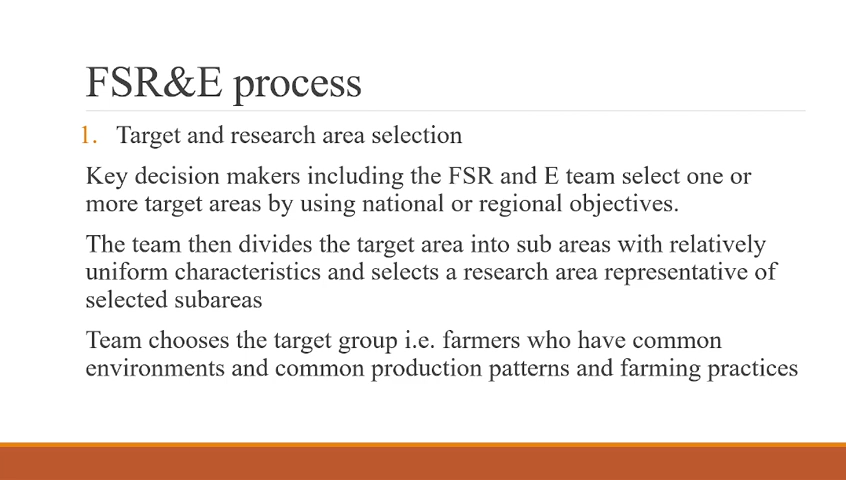 FSR&E process
1. Target and research area selection
Key decision makers including the FSR and E team select one or
more target areas by using national or regional objectives.
The team then divides the target area into sub areas with relatively
uniform characteristics and selects a research area representative of
selected subareas
Team chooses the target group i.e. farmers who have common
environments and common production patterns and farming practices